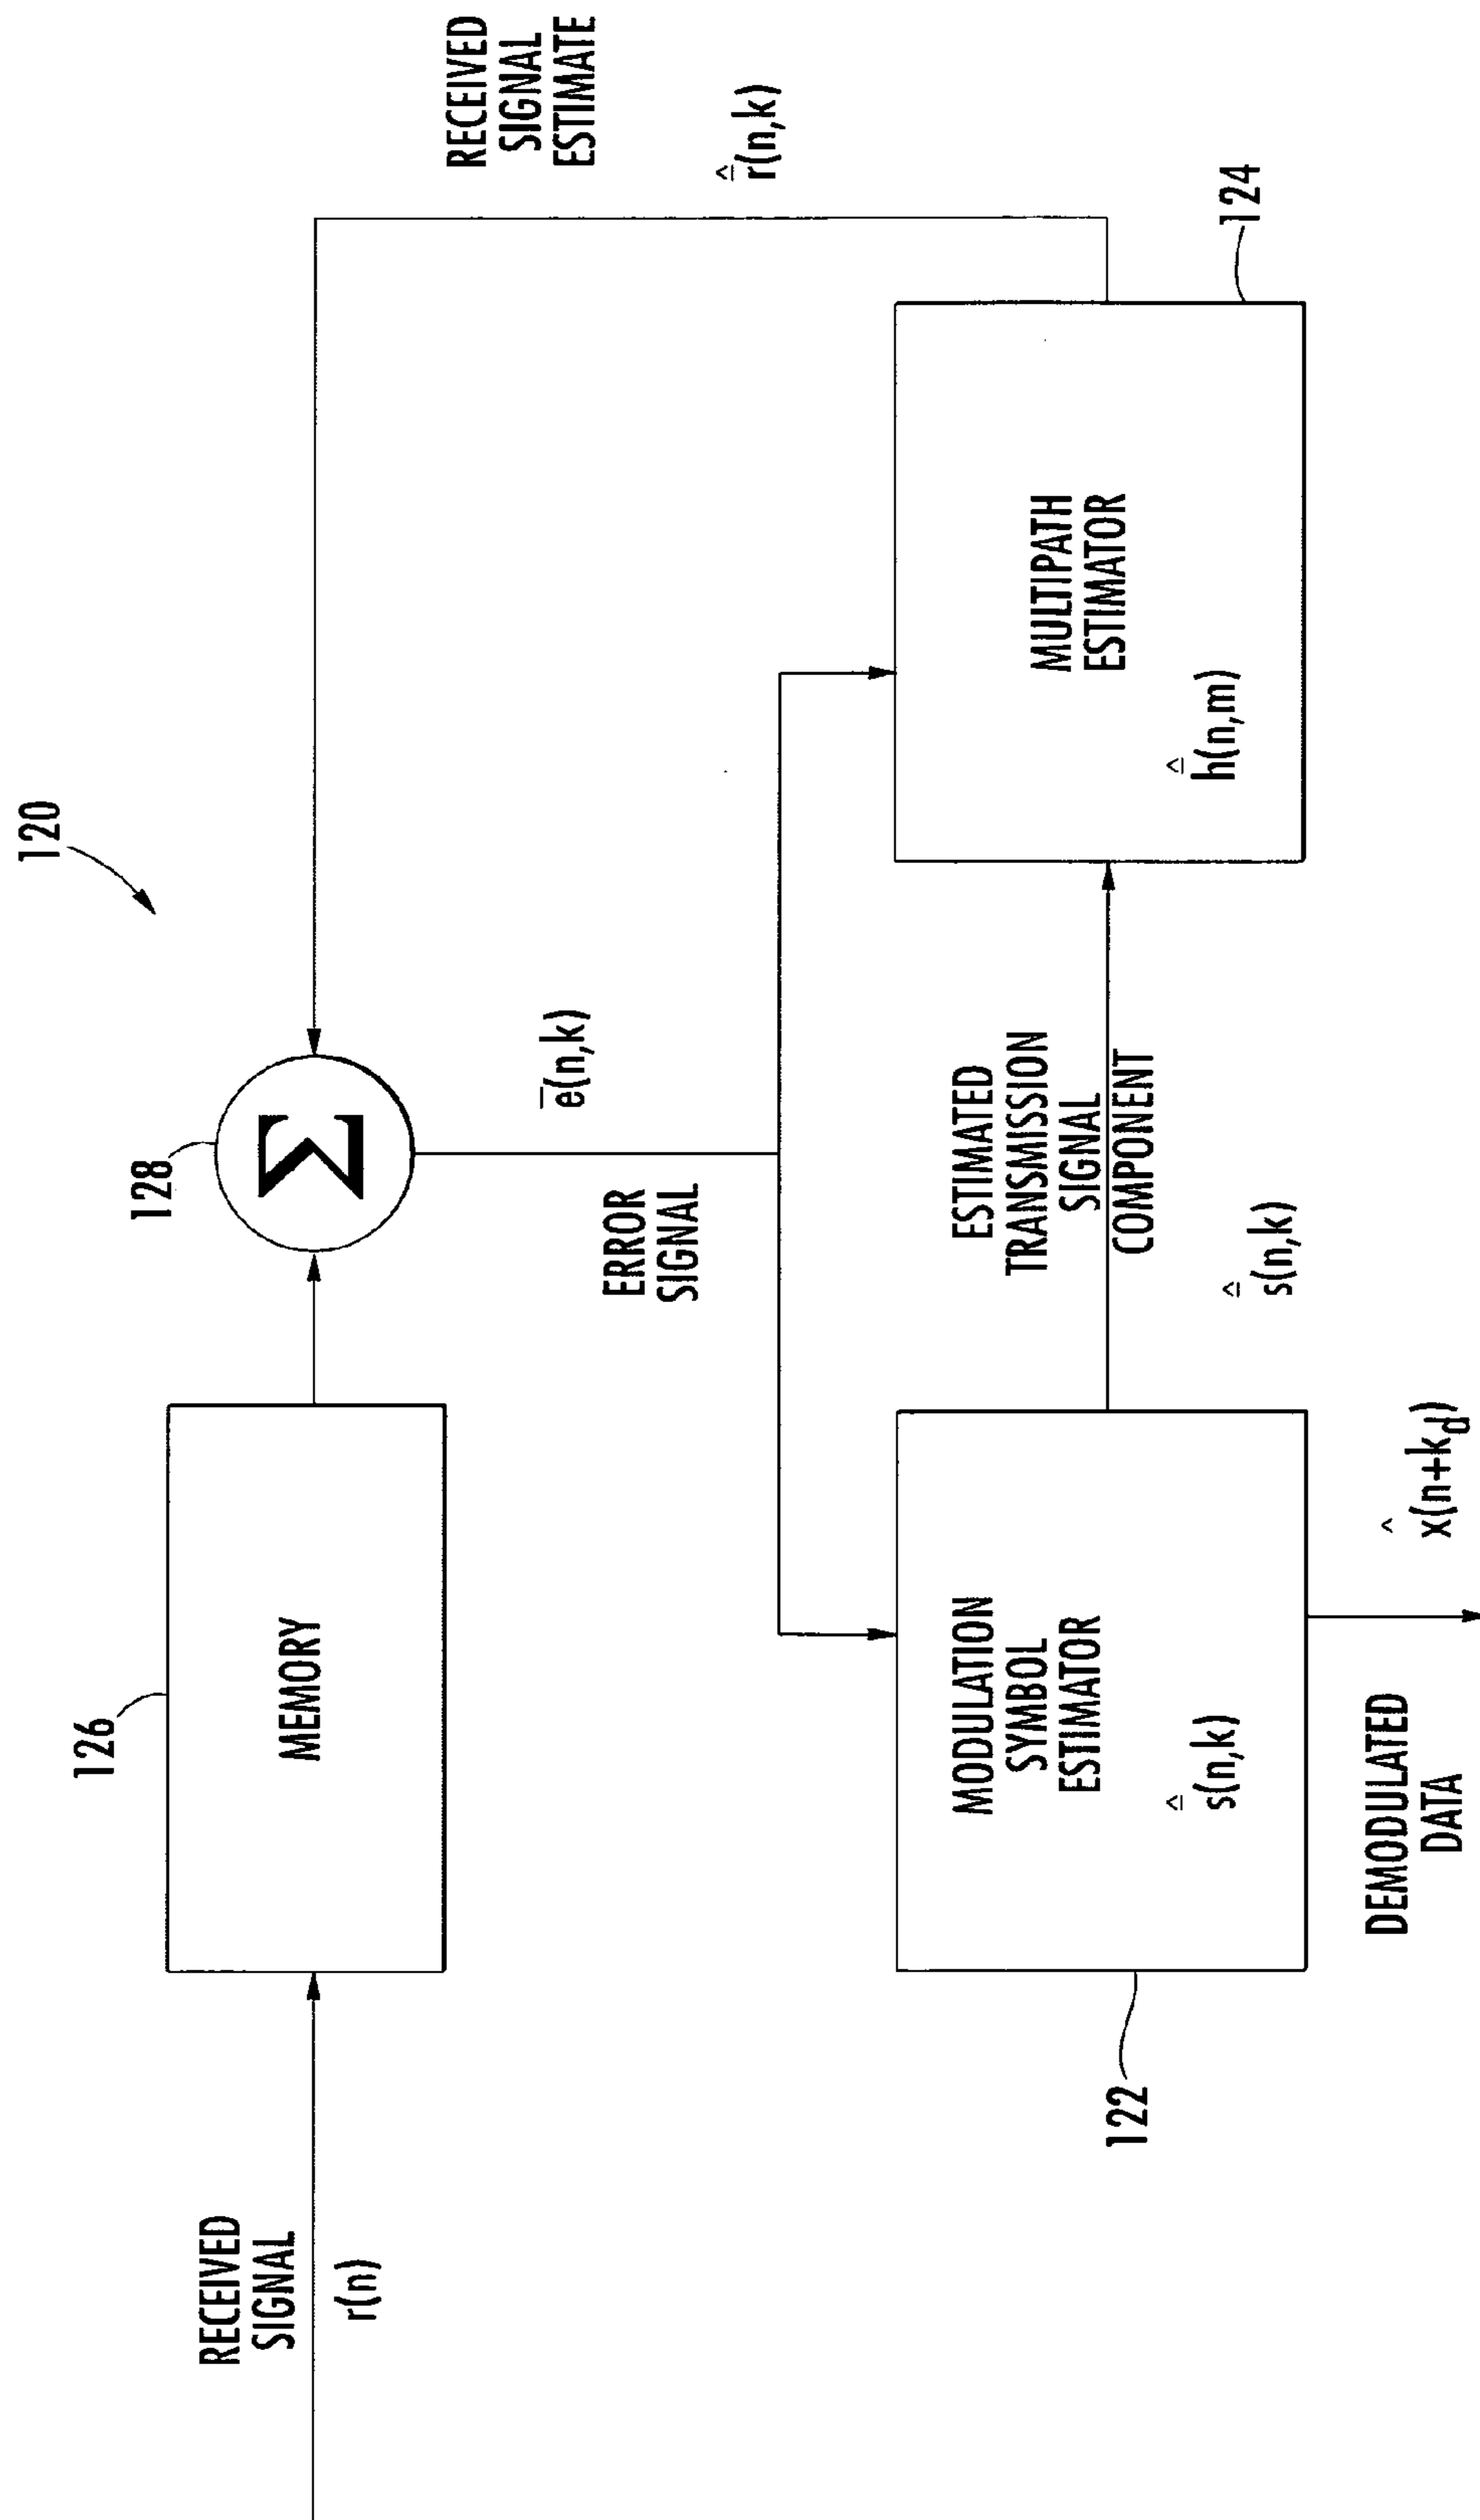 120
128
126
RECEIVED
SIGNAL
r(n)
MEMORY
Σ
RECEIVED
SIGNAL
ESTIMATE
r̲̂(n,k)
e̅(n,k)
ERROR
SIGNAL
MODULATION
SYMBOL
ESTIMATOR
ŝ̲(n,k)
ESTIMATED
TRANSMISSION
SIGNAL
COMPONENT
ŝ̲(n,k)
MULTIPATH
ESTIMATOR
ĥ̲(n,m)
122
124
DEMODULATED
DATA
x̂(n+k_d)